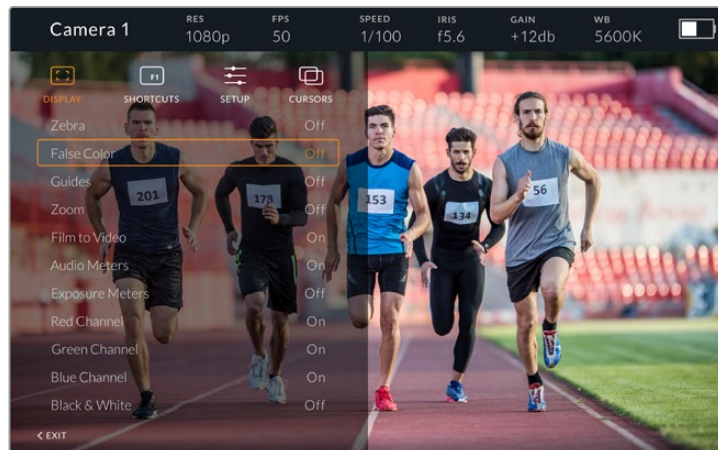 Camera 1
RES
1080p
FPS
50
SPEED
1/100
IRIS
f5.6
GAIN
+12db
WB
5600K
DISPLAY
F1
SHORTCUTS
SETUP
CURSORS
Zebra Off
False Color Off
Guides Off
Zoom Off
Film to Video On
Audio Meters On
Exposure Meters Off
Red Channel On
Green Channel On
Blue Channel On
Black & White Off
< EXIT
201
178
153
134
56